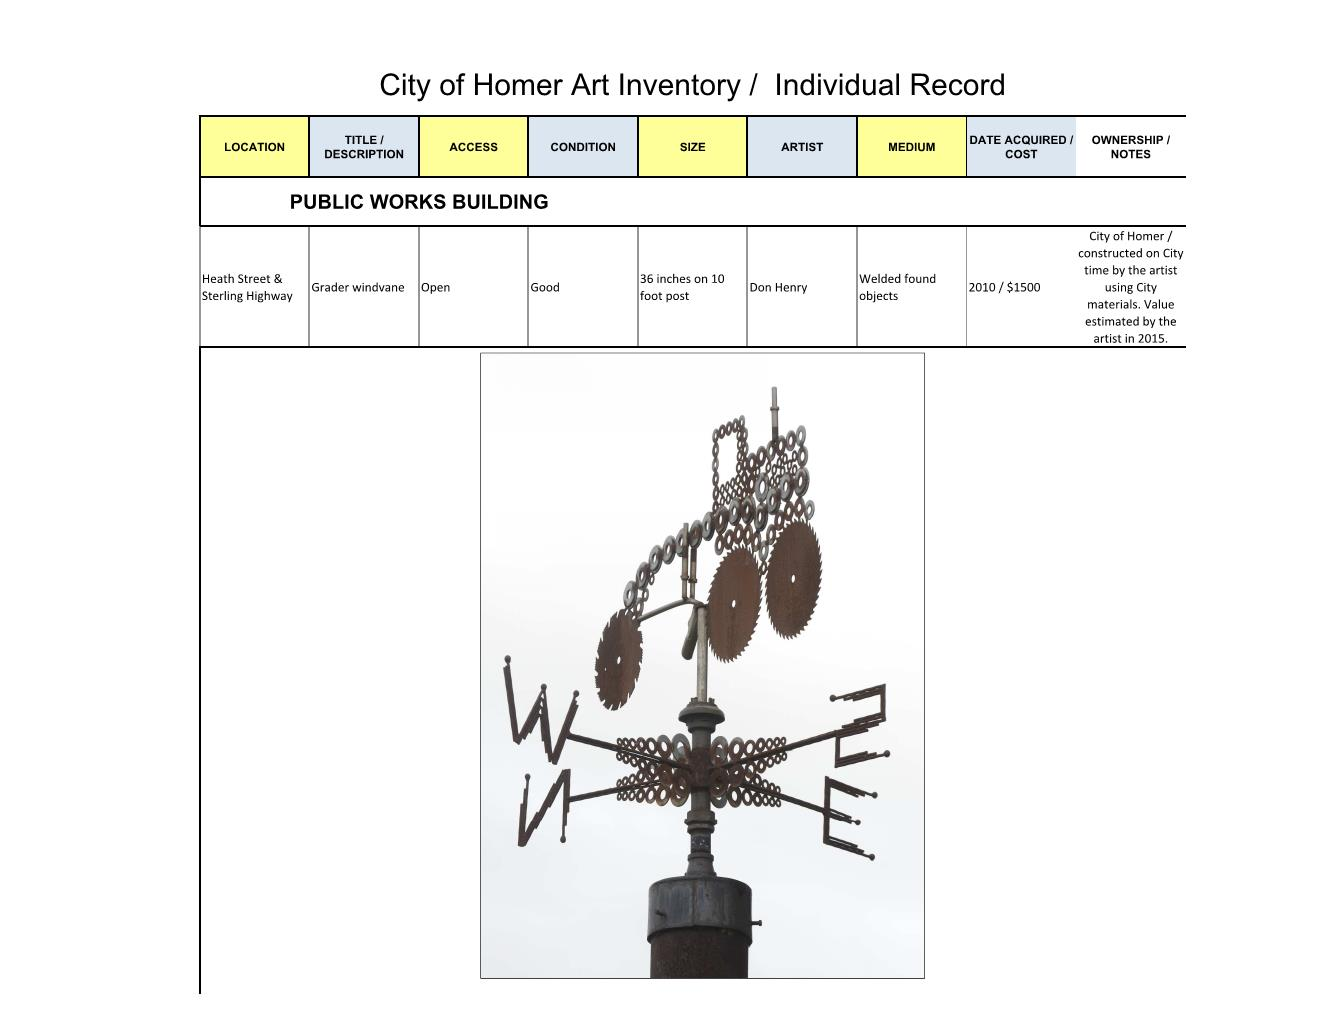 City of Homer Art Inventory /  Individual Record
LOCATION
TITLE /
DESCRIPTION
ACCESS
CONDITION
SIZE
ARTIST
MEDIUM
DATE ACQUIRED /
COST
OWNERSHIP /
NOTES
PUBLIC WORKS BUILDING
Heath Street &
Sterling Highway
Grader windvane
Open
Good
36 inches on 10
foot post
Don Henry
Welded found
objects
2010 / $1500
City of Homer /
constructed on City
time by the artist
using City
materials. Value
estimated by the
artist in 2015.
W
S
N
E